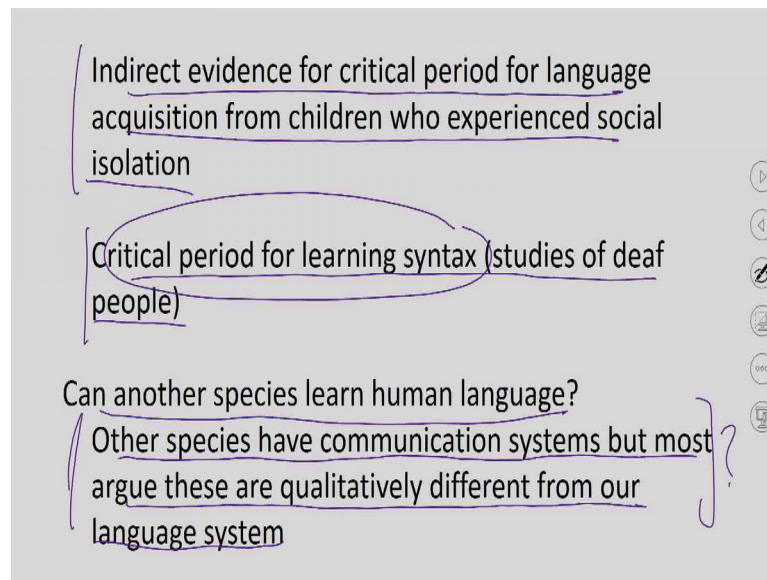 Indirect evidence for critical period for language
acquisition from children who experienced social
isolation
Critical period for learning syntax (studies of deaf
people)
Can another species learn human language?
Other species have communication systems but most
argue these are qualitatively different from our
language system
?